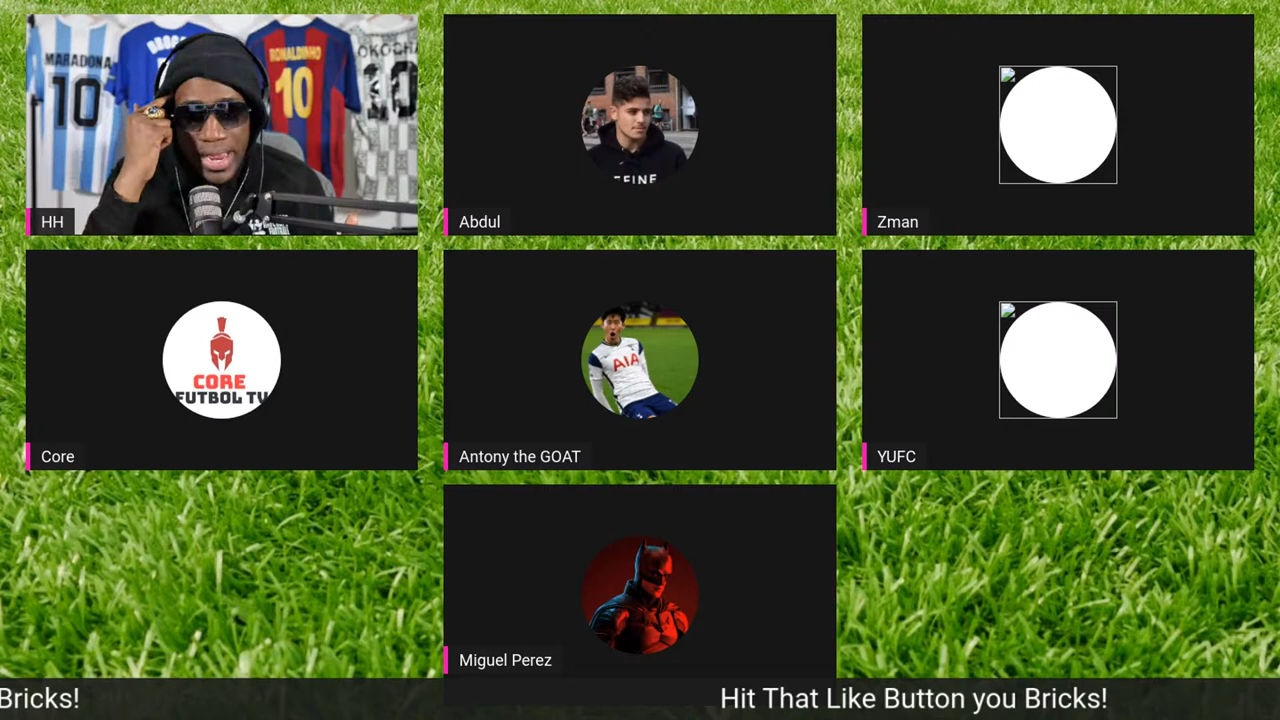 MARADONA
10
RONALDINHO
10
OKOCHA
10
HH
Abdul
Zman
CORE
FUTBOL TV
AIA
Core
Antony the GOAT
YUFC
Miguel Perez
Bricks!
Hit That Like Button you Bricks!